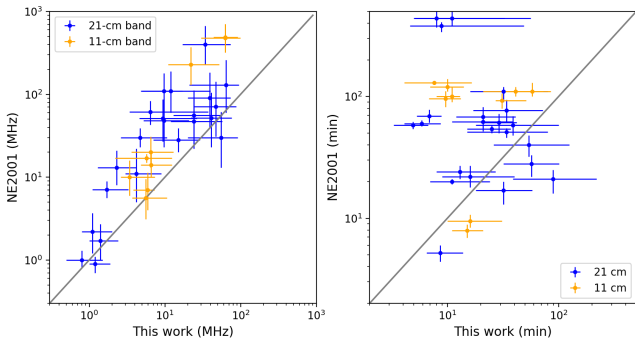 10³
10²
10¹
10⁰
NE2001 (MHz)
21-cm band
11-cm band
10⁰
10¹
10²
10³
This work (MHz)
10²
10¹
NE2001 (min)
21 cm
11 cm
10¹
10²
This work (min)